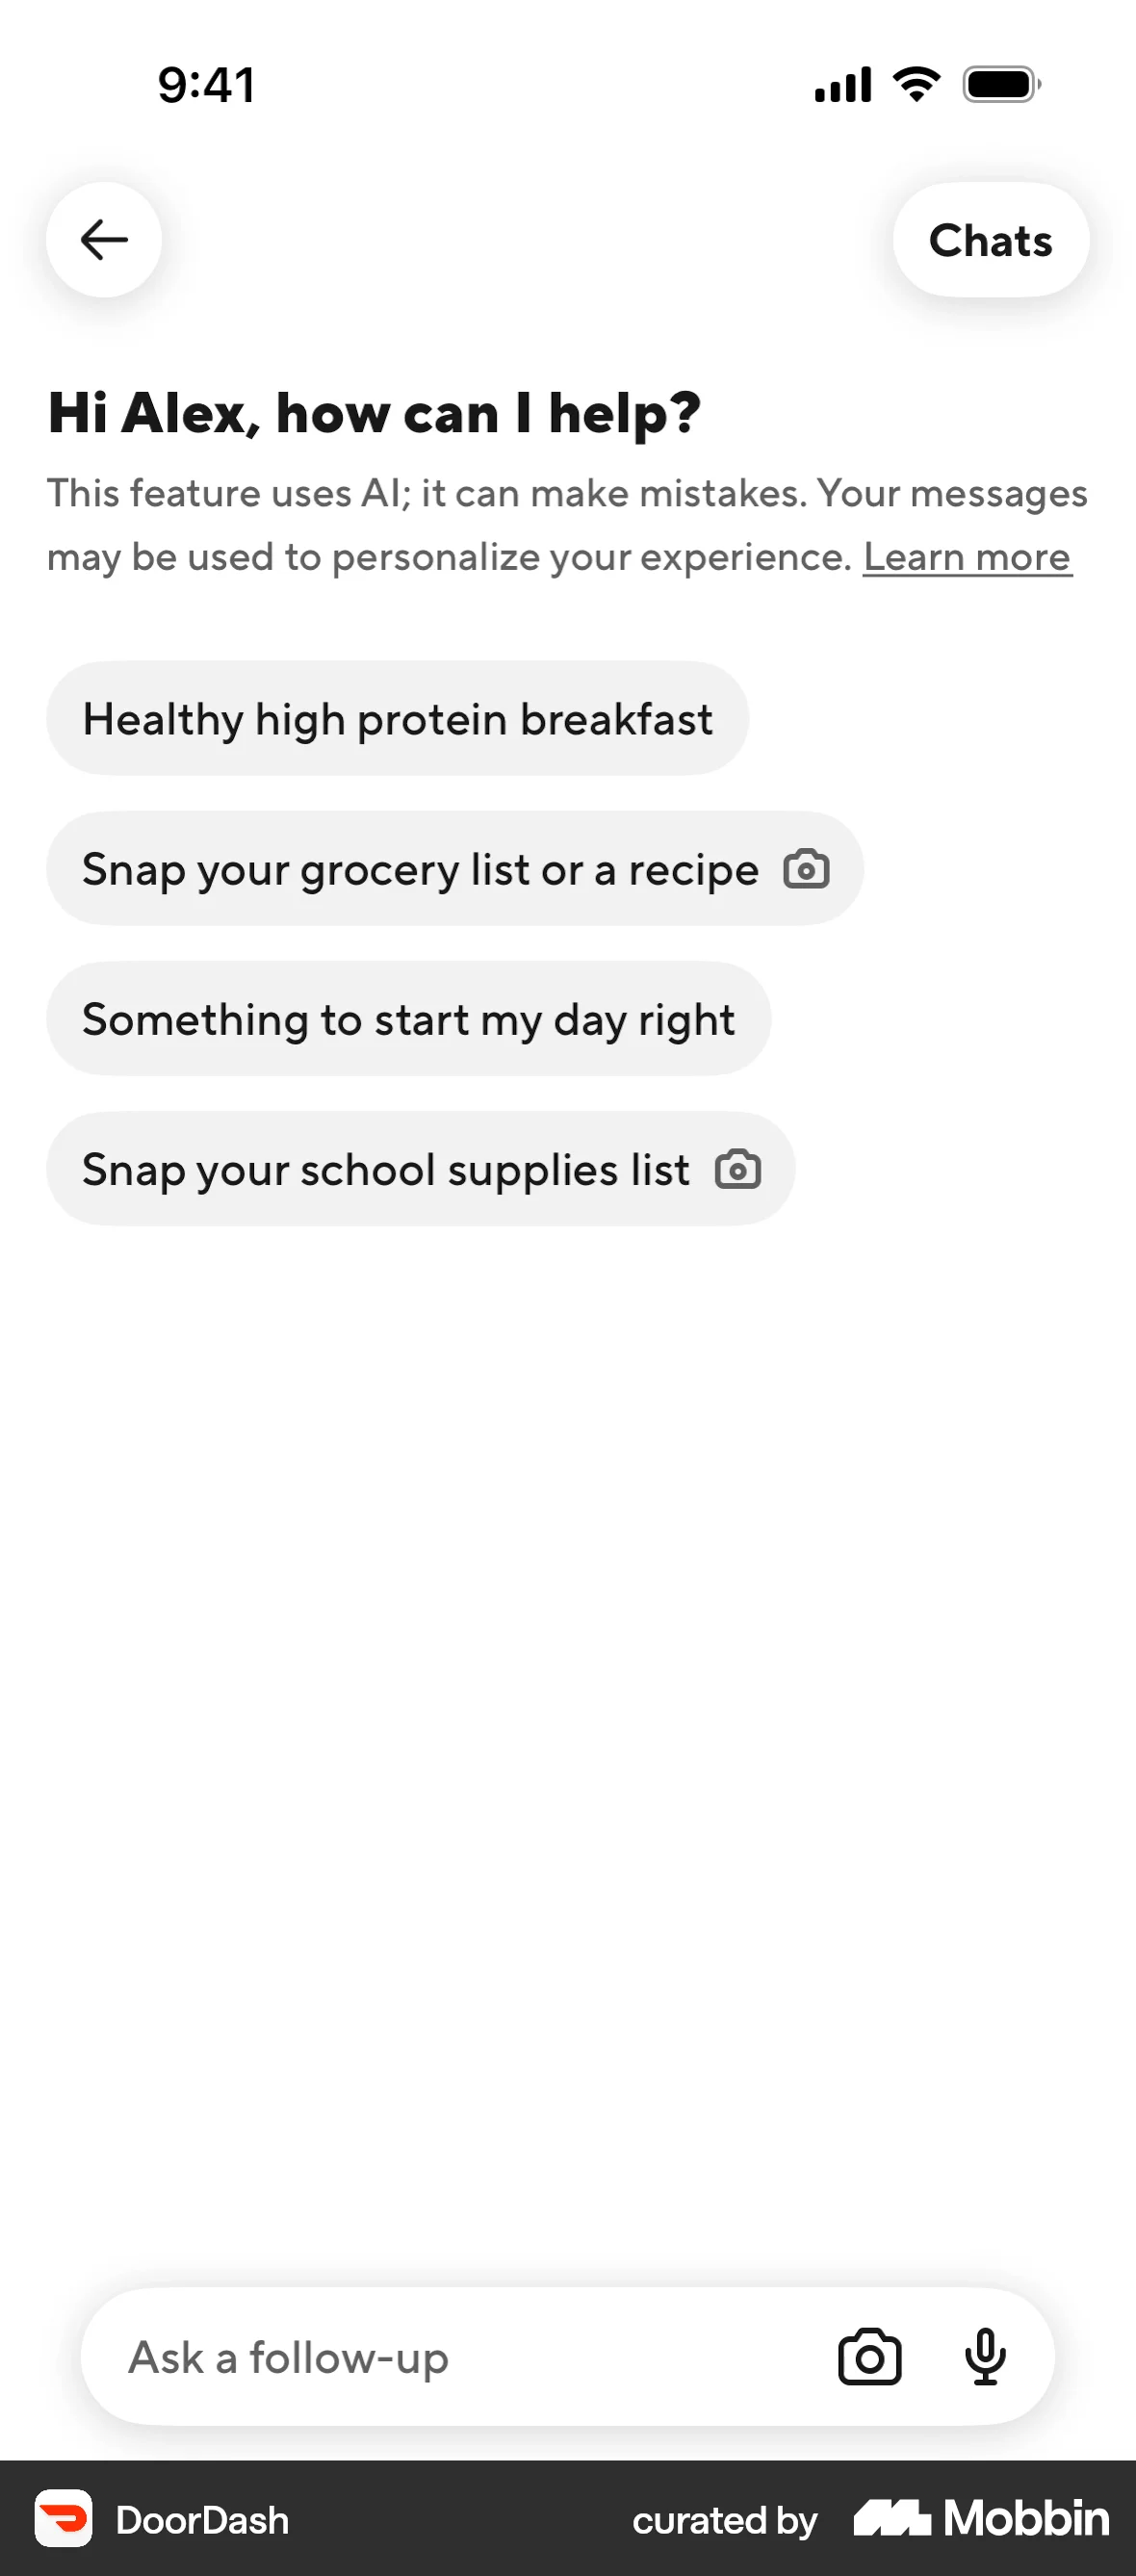 9:41
Chats
Hi Alex, how can I help?
This feature uses AI; it can make mistakes. Your messages
may be used to personalize your experience. Learn more
Healthy high protein breakfast
Snap your grocery list or a recipe
Something to start my day right
Snap your school supplies list
Ask a follow-up
DoorDash
curated by Mobbin